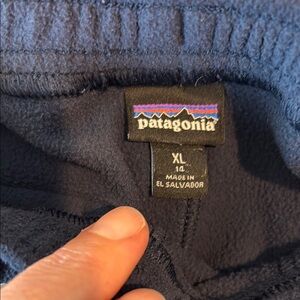 patagonia
XL
14
MADE IN
EL SALVADOR